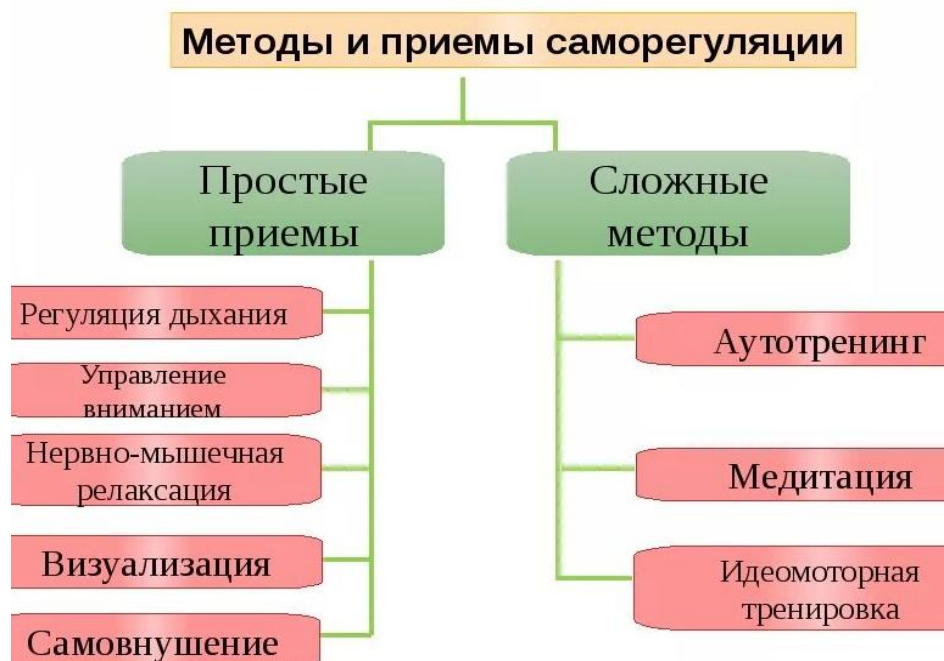 Методы и приемы саморегуляции
Простые
приемы
Регуляция дыхания
Управление
вниманием
Нервно-мышечная
релаксация
Визуализация
Самовнушение
Сложные
методы
Аутотренинг
Медитация
Идеомоторная
тренировка